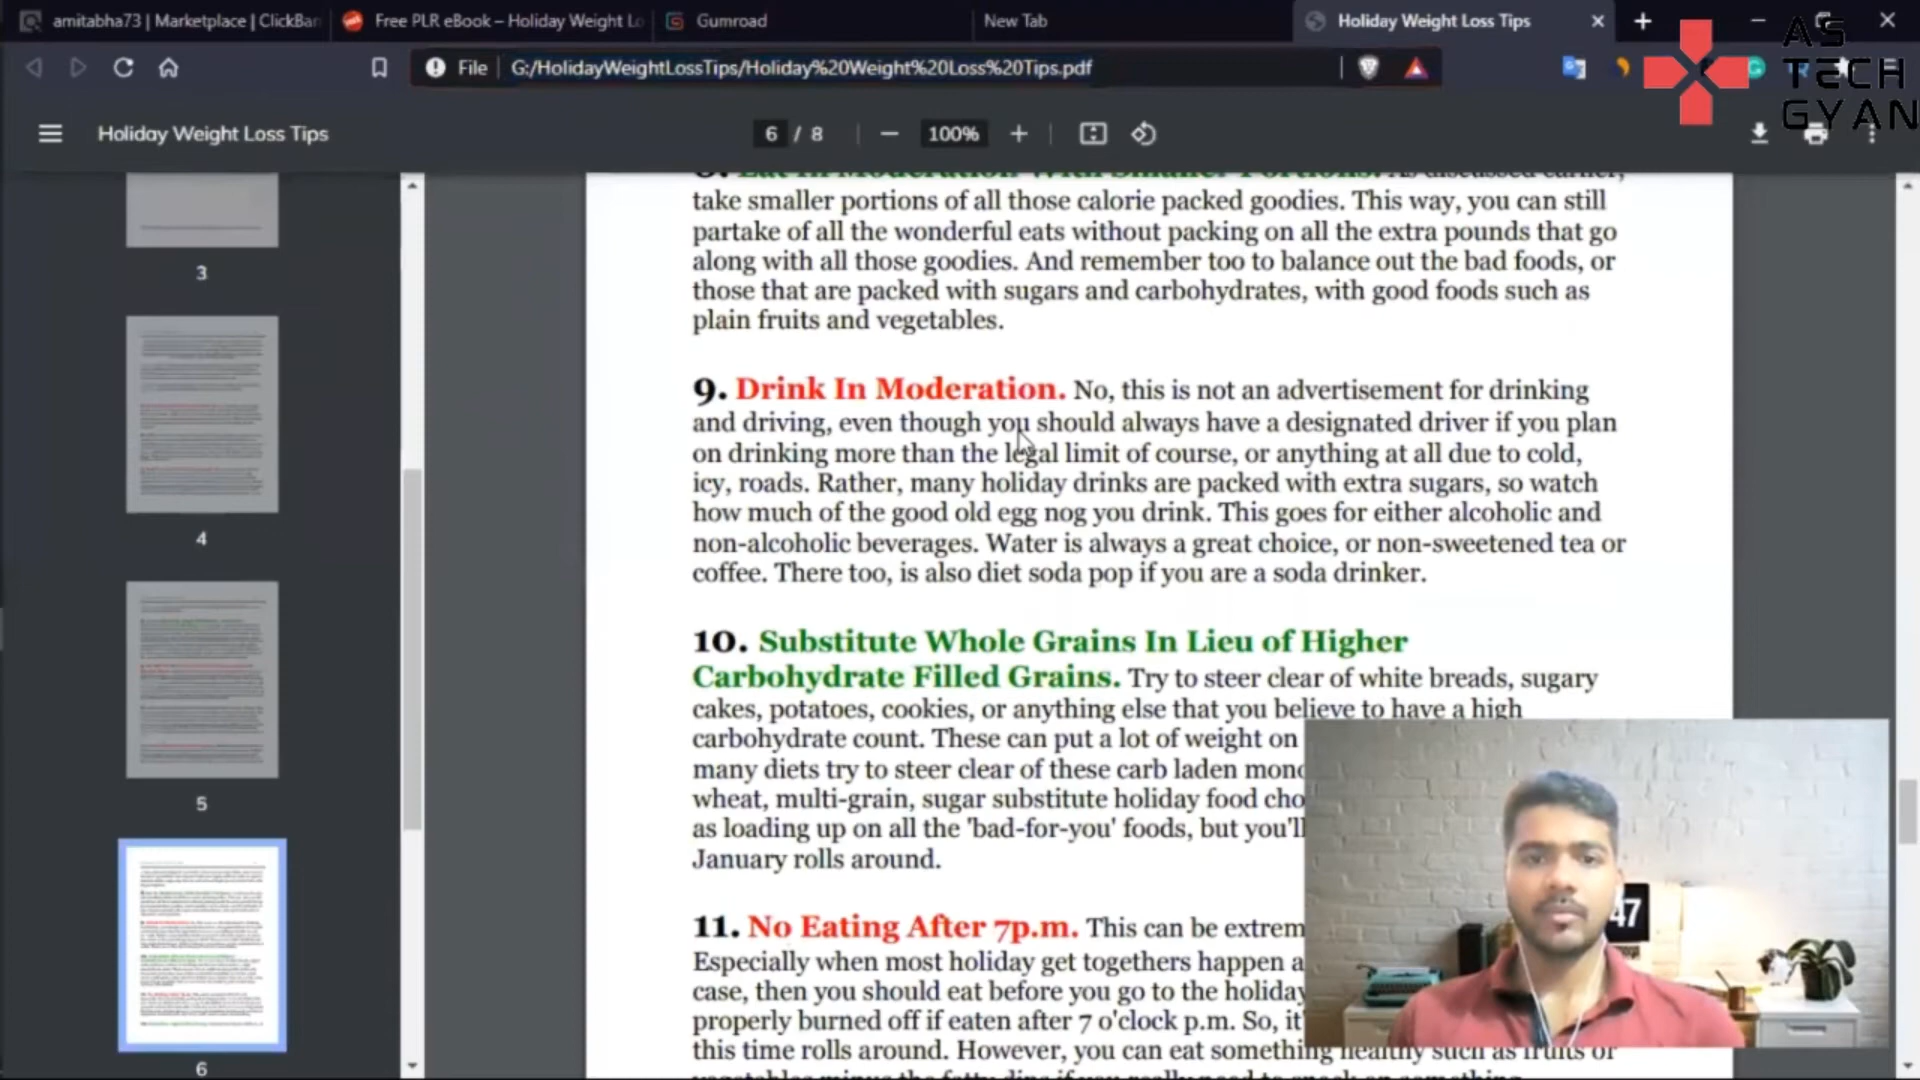 amitabha73 | Marketplace | ClickBan
Free PLR eBook – Holiday Weight Lo
Gumroad
New Tab
Holiday Weight Loss Tips
File
G:/HolidayWeightLossTips/Holiday%20Weight%20Loss%20Tips.pdf
AS
TECH
GYAN
Holiday Weight Loss Tips
6 / 8
100%
3
4
5
6
8. Eat In Moderation With Smaller Portions. As discussed earlier,
take smaller portions of all those calorie packed goodies. This way, you can still
partake of all the wonderful eats without packing on all the extra pounds that go
along with all those goodies. And remember too to balance out the bad foods, or
those that are packed with sugars and carbohydrates, with good foods such as
plain fruits and vegetables.
9. Drink In Moderation. No, this is not an advertisement for drinking
and driving, even though you should always have a designated driver if you plan
on drinking more than the legal limit of course, or anything at all due to cold,
icy, roads. Rather, many holiday drinks are packed with extra sugars, so watch
how much of the good old egg nog you drink. This goes for either alcoholic and
non-alcoholic beverages. Water is always a great choice, or non-sweetened tea or
coffee. There too, is also diet soda pop if you are a soda drinker.
10. Substitute Whole Grains In Lieu of Higher
Carbohydrate Filled Grains. Try to steer clear of white breads, sugary
cakes, potatoes, cookies, or anything else that you believe to have a high
carbohydrate count. These can put a lot of weight on
many diets try to steer clear of these carb laden
wheat, multi-grain, sugar substitute holiday food
as loading up on all the 'bad-for-you' foods, but you'll
January rolls around.
11. No Eating After 7p.m. This can be
Especially when most holiday get togethers happen
case, then you should eat before you go to the holiday
properly burned off if eaten after 7 o'clock p.m. So,
this time rolls around. However, you can eat something healthy such as fruits or
47